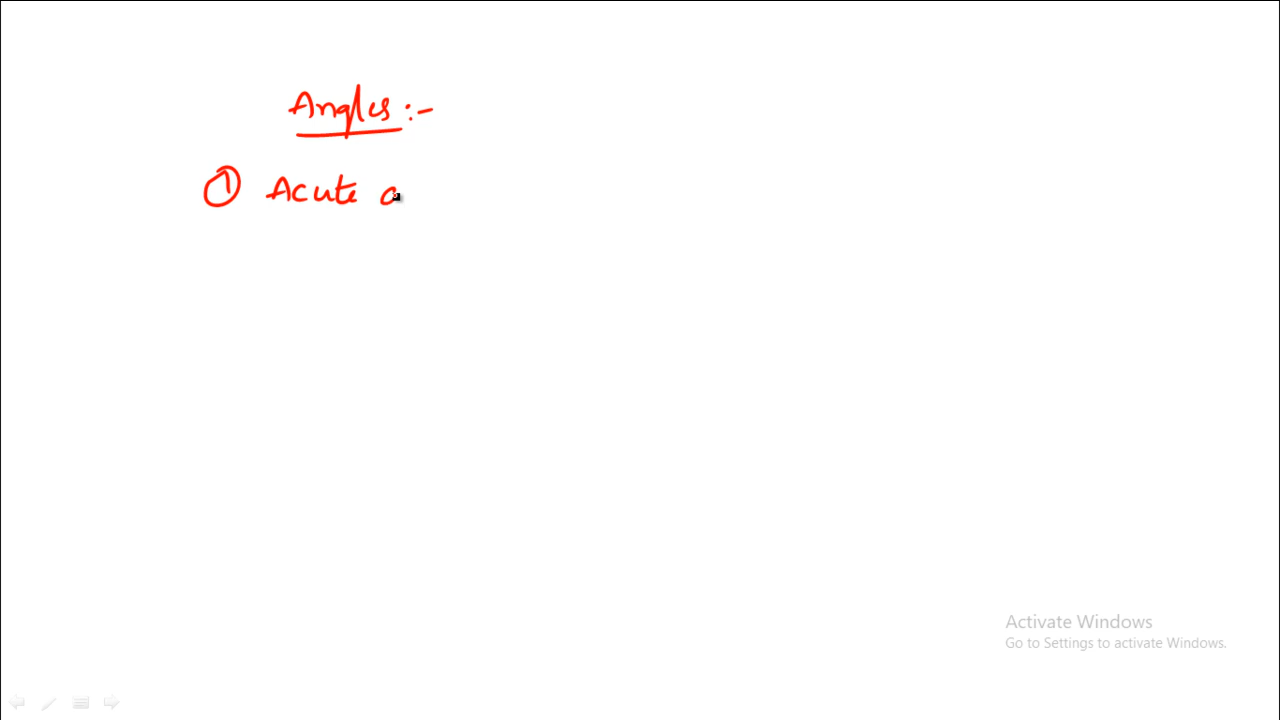 Angles :-
① Acute a
Activate Windows
Go to Settings to activate Windows.